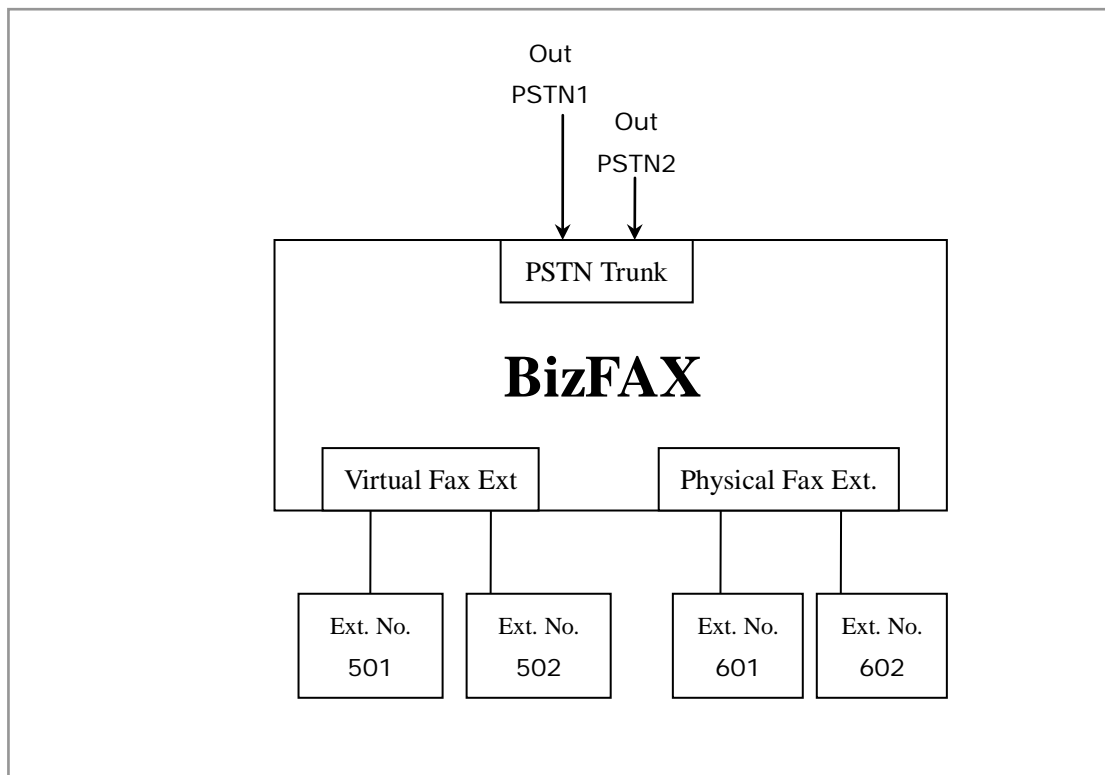 Out
PSTN1
Out
PSTN2
PSTN Trunk
BizFAX
Virtual Fax Ext
Physical Fax Ext.
Ext. No.
501
Ext. No.
502
Ext. No.
601
Ext. No.
602